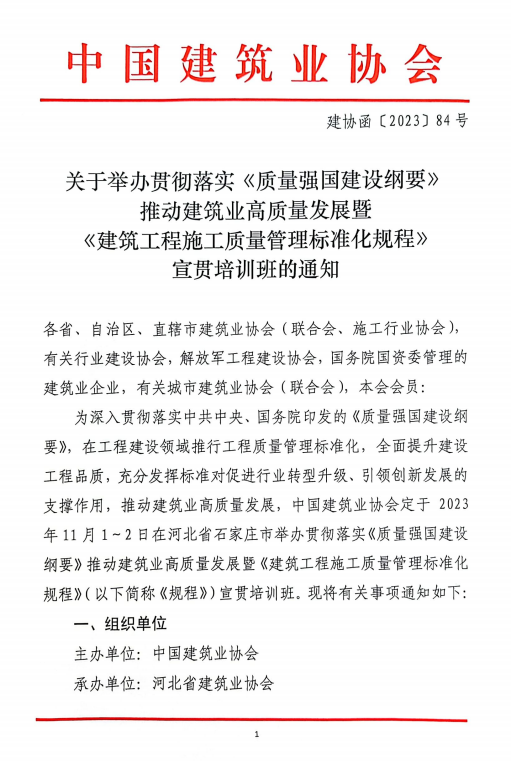 中国建筑业协会
建协函〔2023〕84号
关于举办贯彻落实《质量强国建设纲要》
推动建筑业高质量发展暨
《建筑工程施工质量管理标准化规程》
宣贯培训班的通知
各省、自治区、直辖市建筑业协会（联合会、施工行业协会），
有关行业建设协会，解放军工程建设协会，国务院国资委管理的
建筑业企业，有关城市建筑业协会（联合会），本会会员：
为深入贯彻落实中共中央、国务院印发的《质量强国建设纲
要》，在工程建设领域推行工程质量管理标准化，全面提升建设
工程品质，充分发挥标准对促进行业转型升级、引领创新发展的
支撑作用，推动建筑业高质量发展，中国建筑业协会定于 2023
年11月1~2日在河北省石家庄市举办贯彻落实《质量强国建设
纲要》推动建筑业高质量发展暨《建筑工程施工质量管理标准化
规程》（以下简称《规程》）宣贯培训班。现将有关事项通知如下：
一、组织单位
主办单位：中国建筑业协会
承办单位：河北省建筑业协会
1